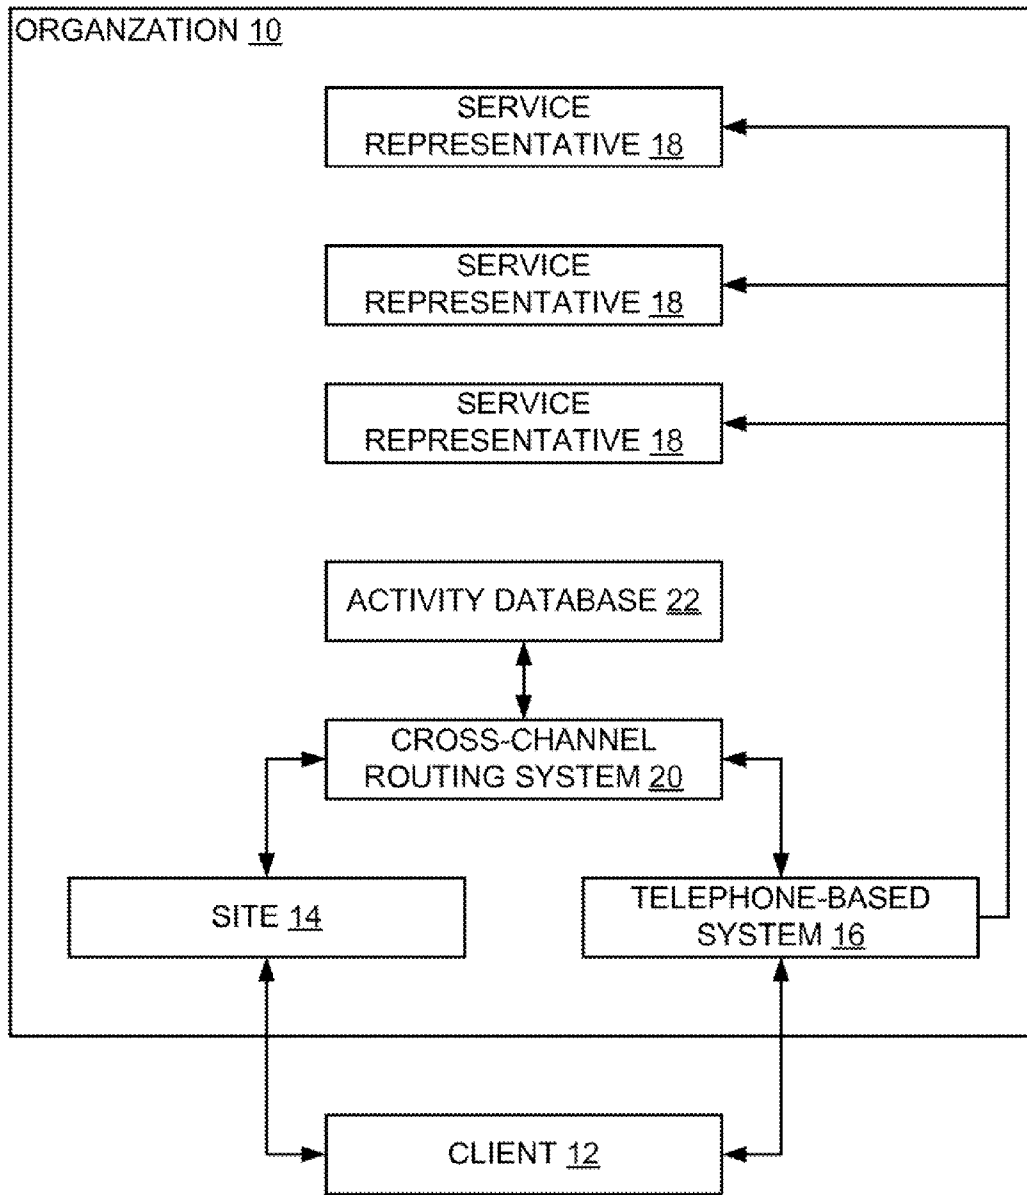 ORGANZATION 10
SERVICE
REPRESENTATIVE 18
SERVICE
REPRESENTATIVE 18
SERVICE
REPRESENTATIVE 18
ACTIVITY DATABASE 22
CROSS-CHANNEL
ROUTING SYSTEM 20
SITE 14
TELEPHONE-BASED
SYSTEM 16
CLIENT 12